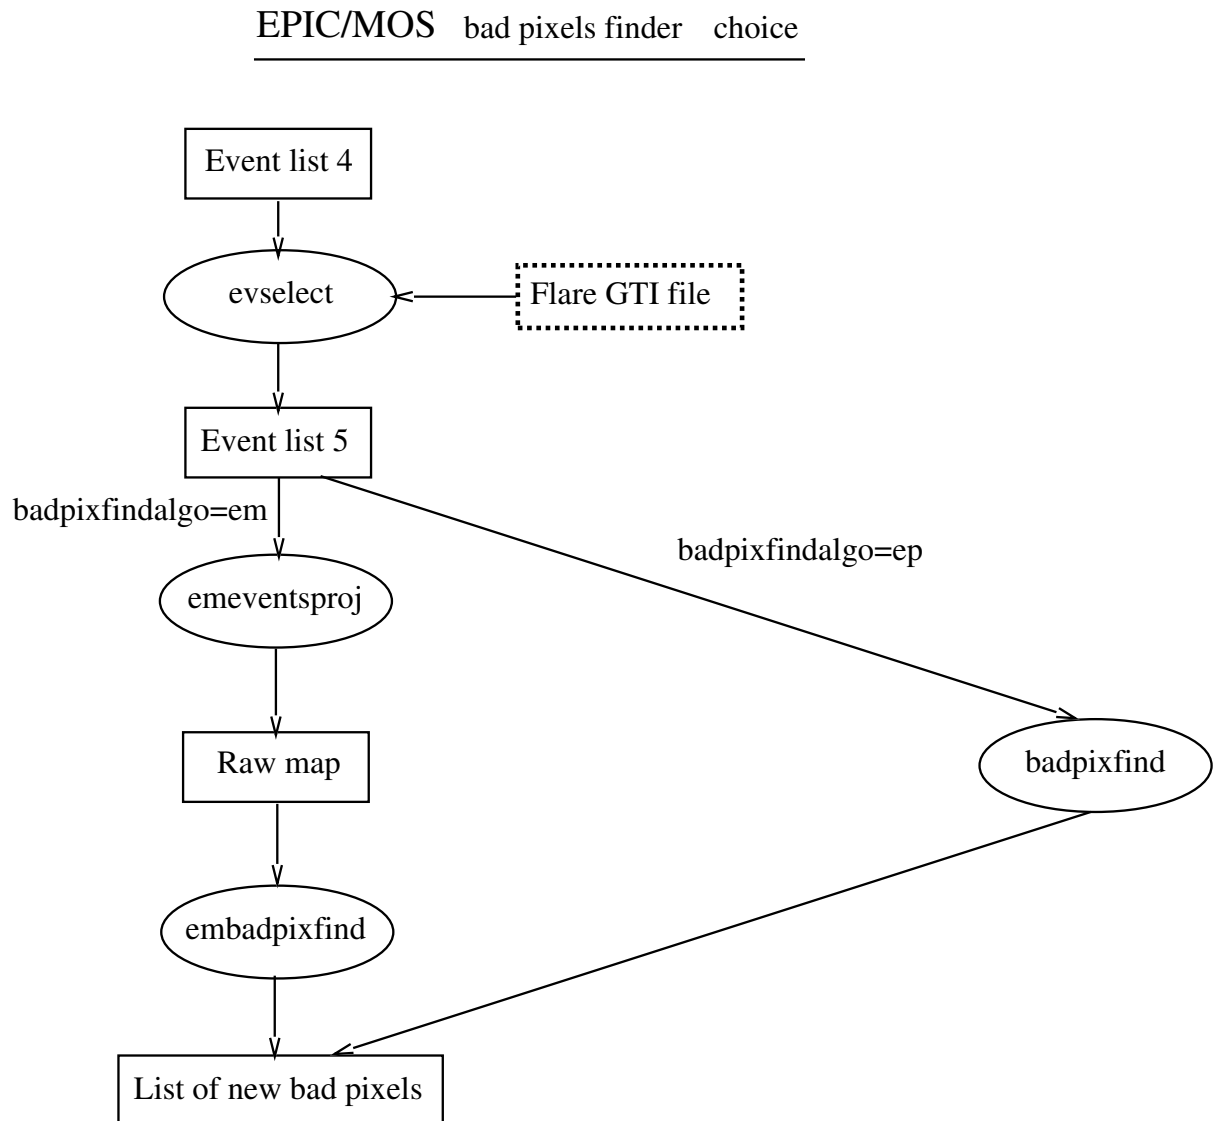 EPIC/MOS bad pixels finder choice
Event list 4
evselect
Flare GTI file
Event list 5
badpixfindalgo=em
badpixfindalgo=ep
emeventsproj
Raw map
badpixfind
embadpixfind
List of new bad pixels